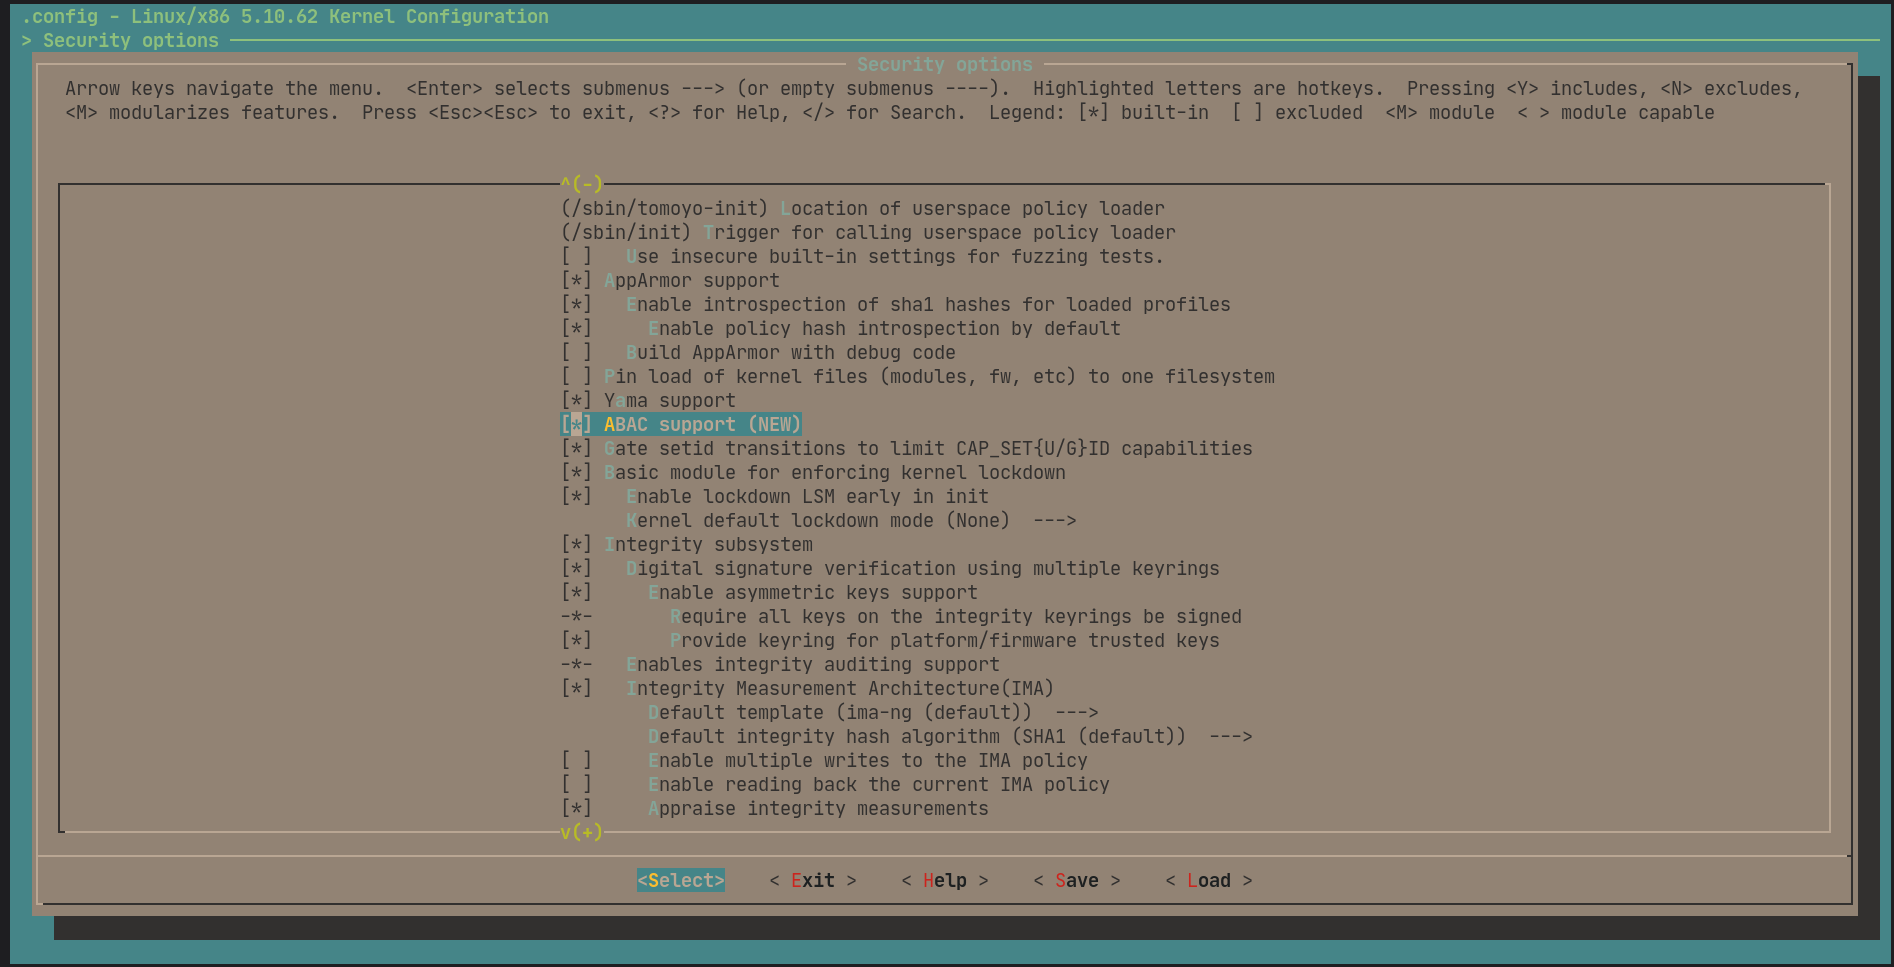 .config - Linux/x86 5.10.62 Kernel Configuration
> Security options
Security options
Arrow keys navigate the menu.  <Enter> selects submenus ---> (or empty submenus ----).  Highlighted letters are hotkeys.  Pressing <Y> includes, <N> excludes,
<M> modularizes features.  Press <Esc><Esc> to exit, <?> for Help, </> for Search.  Legend: [*] built-in  [ ] excluded  <M> module  < > module capable
^(-)
(/sbin/tomoyo-init) Location of userspace policy loader
(/sbin/init) Trigger for calling userspace policy loader
[ ]   Use insecure built-in settings for fuzzing tests.
[*] AppArmor support
[*]   Enable introspection of sha1 hashes for loaded profiles
[*]     Enable policy hash introspection by default
[ ]   Build AppArmor with debug code
[ ] Pin load of kernel files (modules, fw, etc) to one filesystem
[*] Yama support
[*] ABAC support (NEW)
[*] Gate setid transitions to limit CAP_SET{U/G}ID capabilities
[*] Basic module for enforcing kernel lockdown
[*]   Enable lockdown LSM early in init
Kernel default lockdown mode (None)  --->
[*] Integrity subsystem
[*]   Digital signature verification using multiple keyrings
[*]     Enable asymmetric keys support
-*-       Require all keys on the integrity keyrings be signed
[*]       Provide keyring for platform/firmware trusted keys
-*-   Enables integrity auditing support
[*]   Integrity Measurement Architecture(IMA)
Default template (ima-ng (default))  --->
Default integrity hash algorithm (SHA1 (default))  --->
[ ]     Enable multiple writes to the IMA policy
[ ]     Enable reading back the current IMA policy
[*]     Appraise integrity measurements
v(+)
<Select>    < Exit >    < Help >    < Save >    < Load >